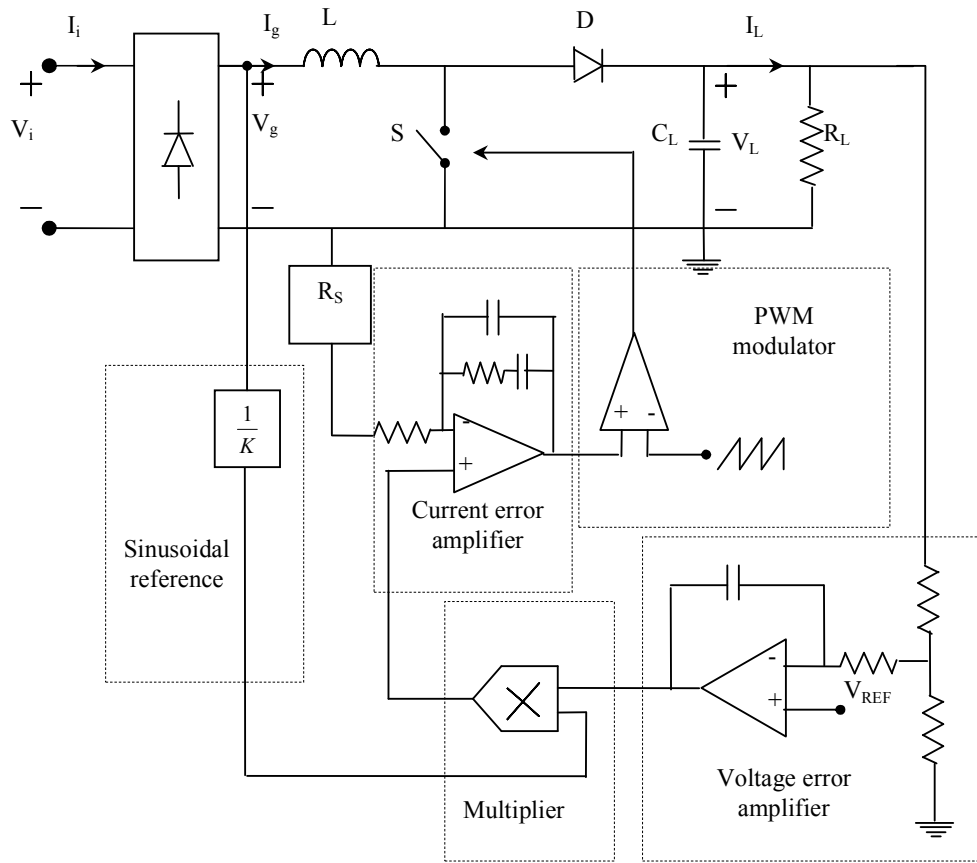 I_i
I_g
L
D
I_L
+
V_i
−
+
V_g
−
S
C_L
+
V_L
−
R_L
R_S
PWM
modulator
+ -
1
K
-
+
Current error
amplifier
Sinusoidal
reference
-
+
V_REF
Voltage error
amplifier
Multiplier